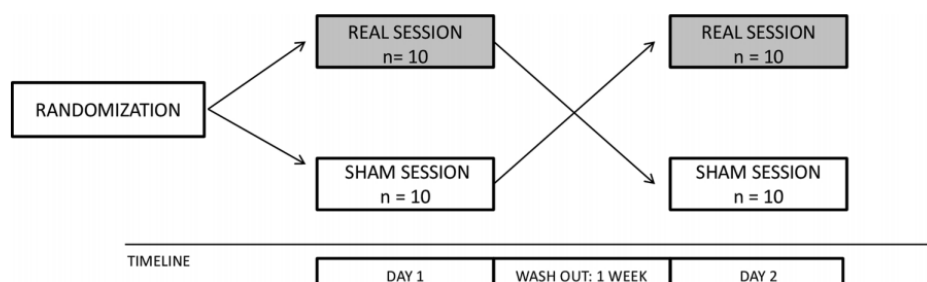 REAL SESSION
n= 10
REAL SESSION
n = 10
RANDOMIZATION
SHAM SESSION
n = 10
SHAM SESSION
n = 10
TIMELINE
DAY 1
WASH OUT: 1 WEEK
DAY 2